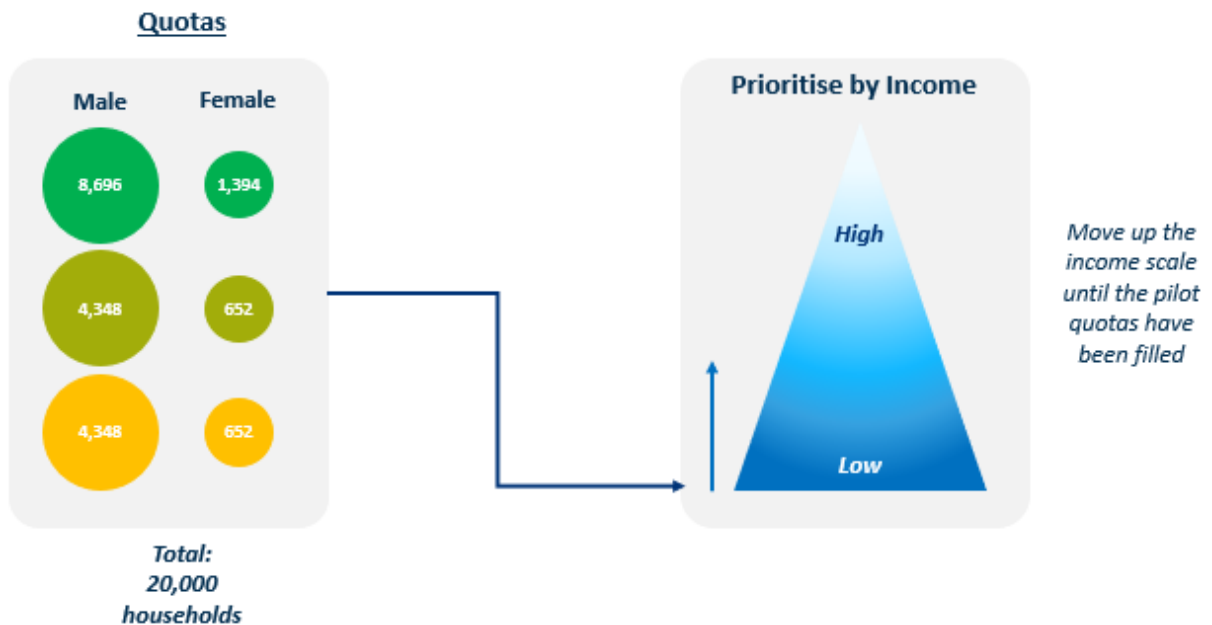 Quotas
Male
Female
8,696
1,394
4,348
652
4,348
652
Total:
20,000
households
Prioritise by Income
High
Low
Move up the
income scale
until the pilot
quotas have
been filled